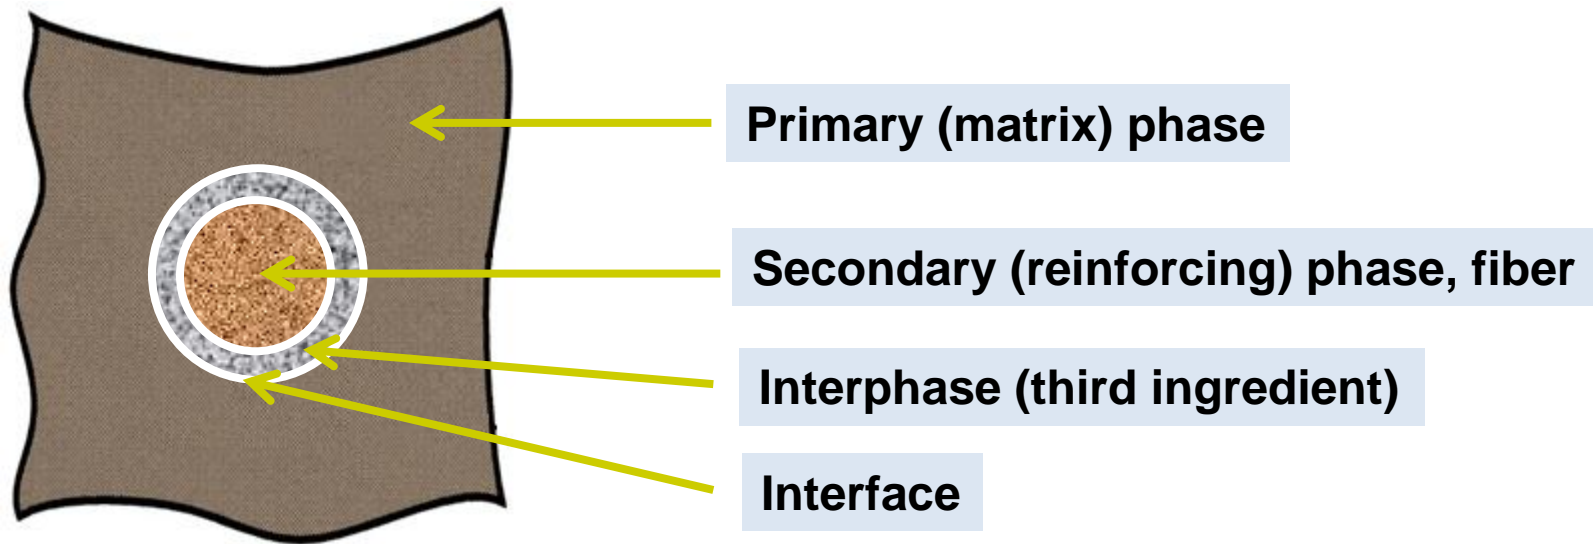 Primary (matrix) phase
Secondary (reinforcing) phase, fiber
Interphase (third ingredient)
Interface